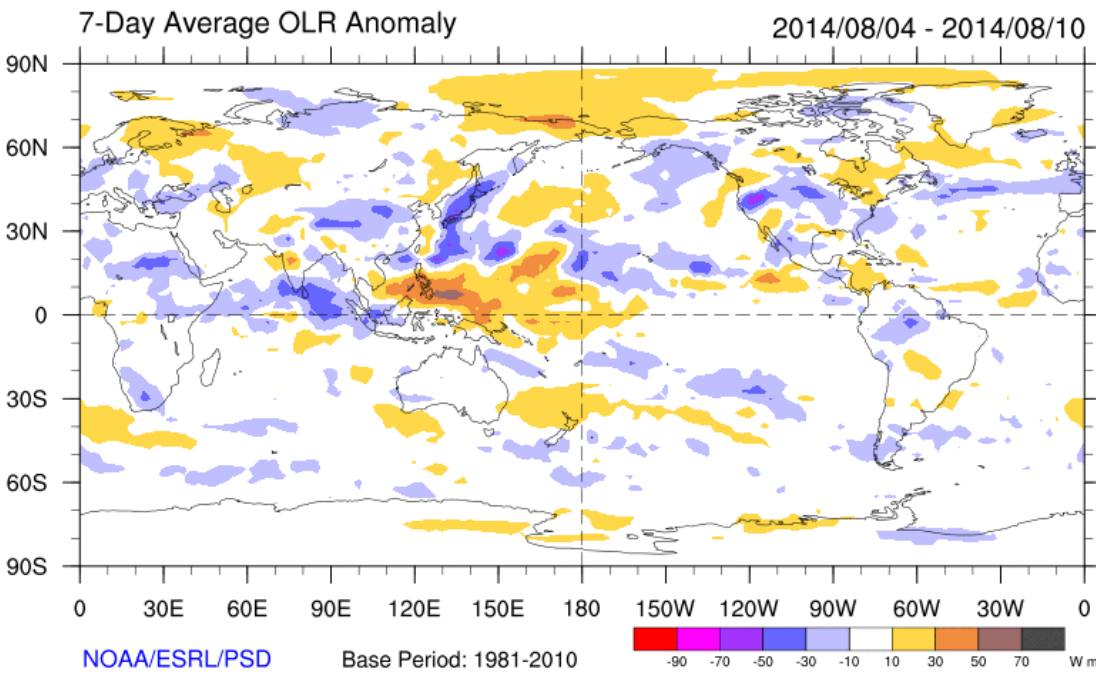 7-Day Average OLR Anomaly 2014/08/04 - 2014/08/10
90N
60N
30N
0
30S
60S
90S
0 30E 60E 90E 120E 150E 180 150W 120W 90W 60W 30W 0
-90 -70 -50 -30 -10 10 30 50 70 W m
NOAA/ESRL/PSD Base Period: 1981-2010